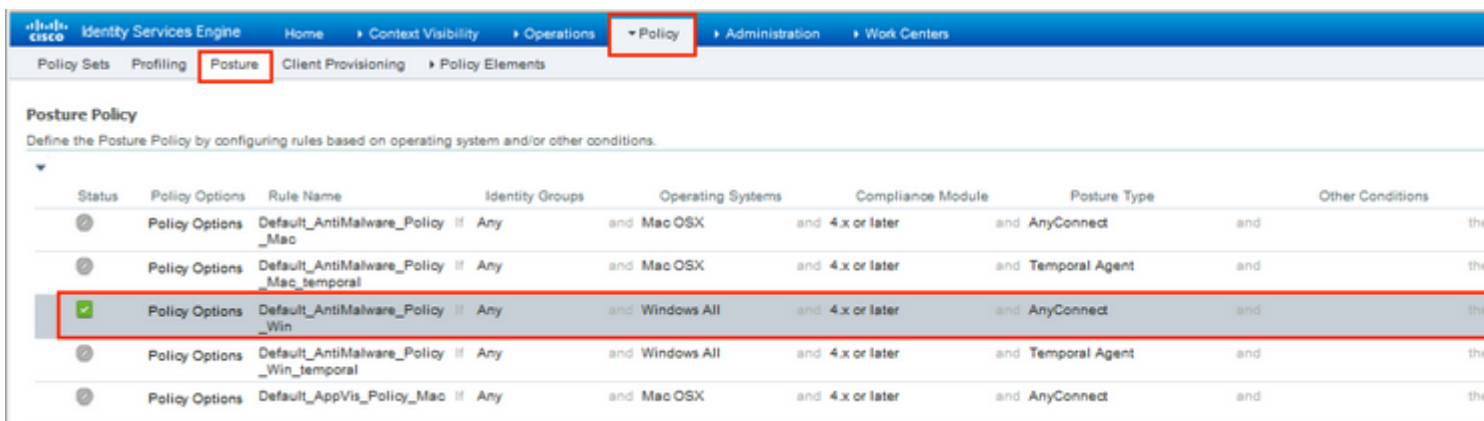 cisco Identity Services Engine Home Context Visibility Operations Policy Administration Work Centers
Policy Sets Profiling Posture Client Provisioning Policy Elements
Posture Policy
Define the Posture Policy by configuring rules based on operating system and/or other conditions.
Status Policy Options Rule Name Identity Groups Operating Systems Compliance Module Posture Type Other Conditions
Policy Options Default_AntiMalware_Policy If Any and Mac OSX and 4.x or later and AnyConnect and the
_Mac
Policy Options Default_AntiMalware_Policy If Any and Mac OSX and 4.x or later and Temporal Agent and the
_Mac_temporal
Policy Options Default_AntiMalware_Policy If Any and Windows All and 4.x or later and AnyConnect and the
_Win
Policy Options Default_AntiMalware_Policy If Any and Windows All and 4.x or later and Temporal Agent and the
_Win_temporal
Policy Options Default_AppVis_Policy_Mac If Any and Mac OSX and 4.x or later and AnyConnect and the